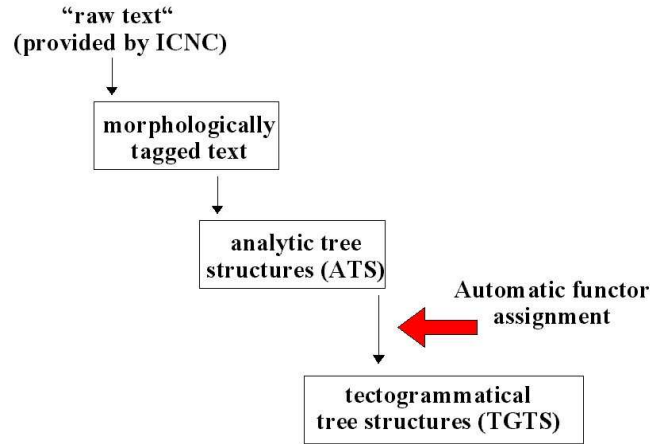 “raw text“
(provided by ICNC)
morphologically
tagged text
analytic tree
structures (ATS)
Automatic functor
assignment
tectogrammatical
tree structures (TGTS)